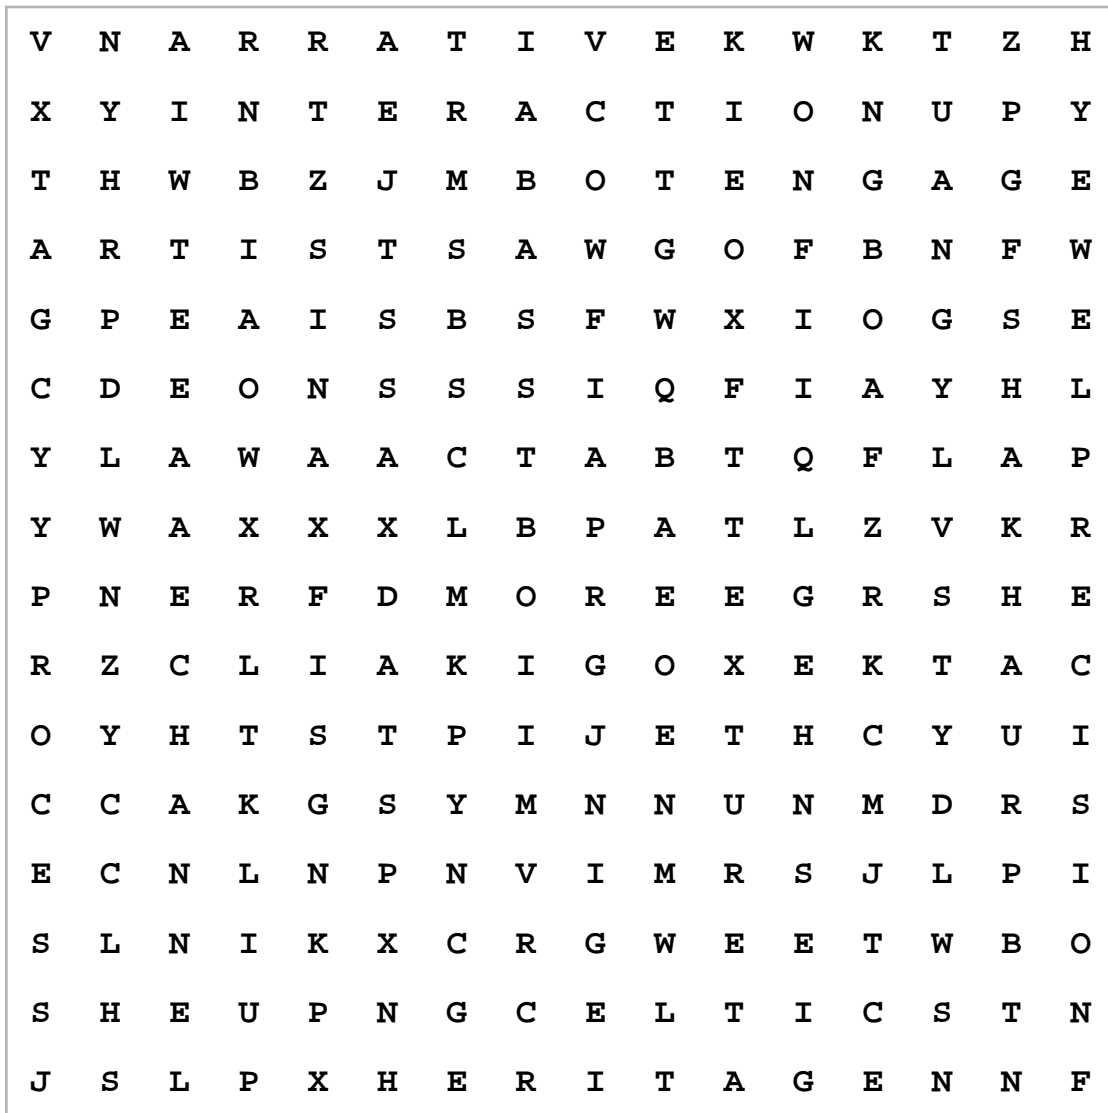 V N A R R A T I V E K W K T Z H
X Y I N T E R A C T I O N U P Y
T H W B Z J M B O T E N G A G E
A R T I S T S A W G O F B N F W
G P E A I S B S F W X I O G S E
C D E O N S S S I Q F I A Y H L
Y L A W A A C T A B T Q F L A P
Y W A X X X L B P A T L Z V K R
P N E R F D M O R E E G R S H E
R Z C L I A K I G O X E K T A C
O Y H T S T P I J E T H C Y U I
C C A K G S Y M N N U N M D R S
E C N L N P N V I M R S J L P I
S L N I K X C R G W E E T W B O
S H E U P N G C E L T I C S T N
J S L P X H E R I T A G E N N F